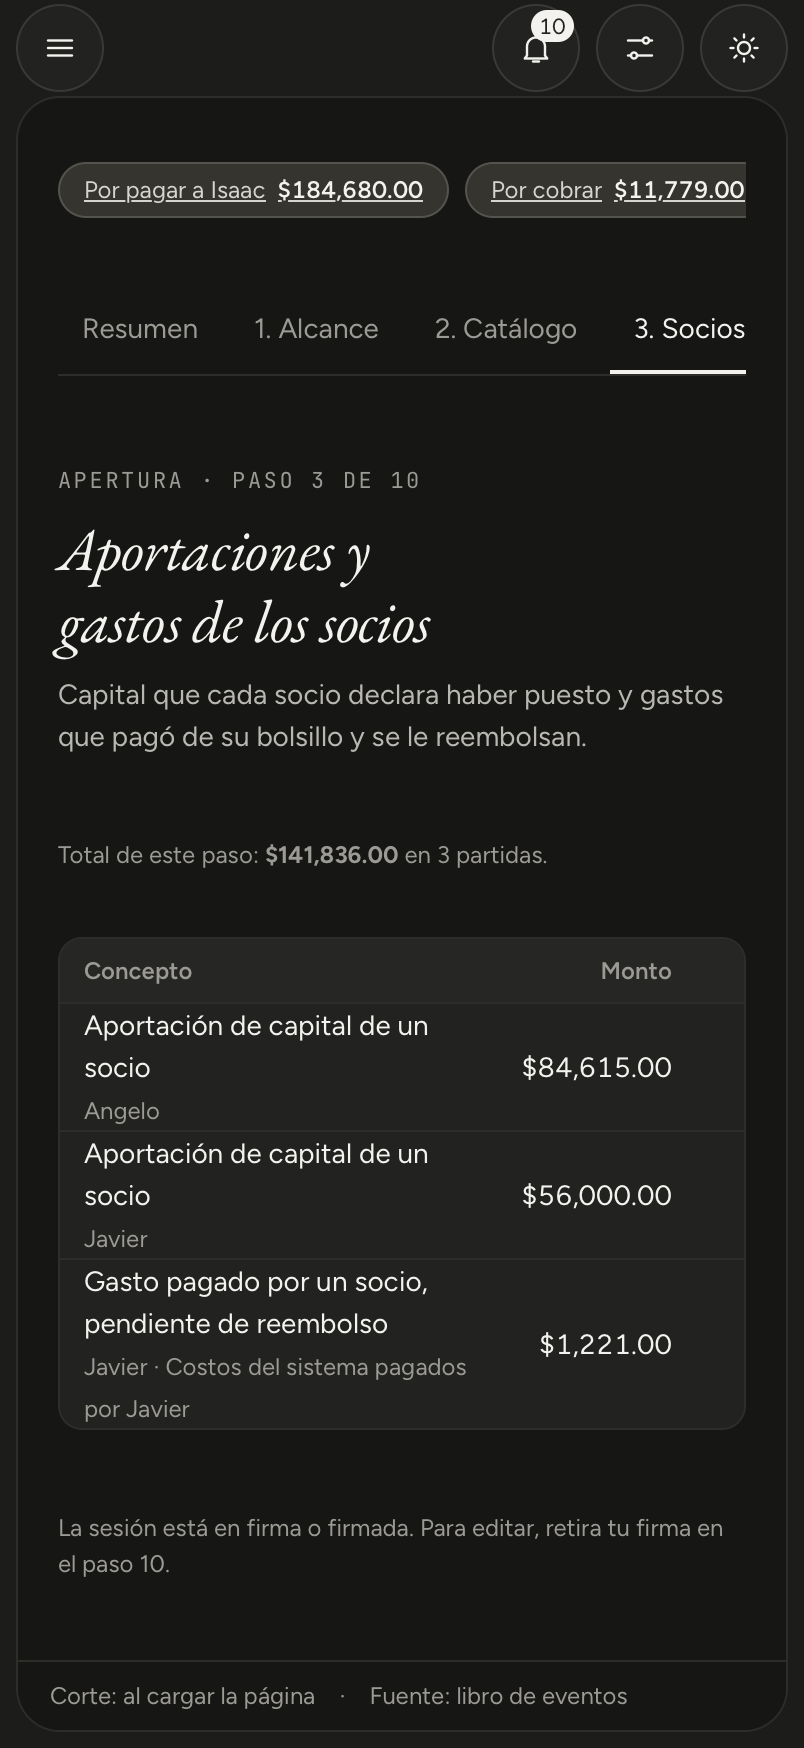 10
Por pagar a Isaac $184,680.00 Por cobrar $11,779.00
Resumen 1. Alcance 2. Catálogo 3. Socios
APERTURA · PASO 3 DE 10
Aportaciones y
gastos de los socios
Capital que cada socio declara haber puesto y gastos
que pagó de su bolsillo y se le reembolsan.
Total de este paso: $141,836.00 en 3 partidas.
Concepto Monto
Aportación de capital de un
socio $84,615.00
Angelo
Aportación de capital de un
socio $56,000.00
Javier
Gasto pagado por un socio,
pendiente de reembolso
$1,221.00
Javier · Costos del sistema pagados
por Javier
La sesión está en firma o firmada. Para editar, retira tu firma en
el paso 10.
Corte: al cargar la página · Fuente: libro de eventos